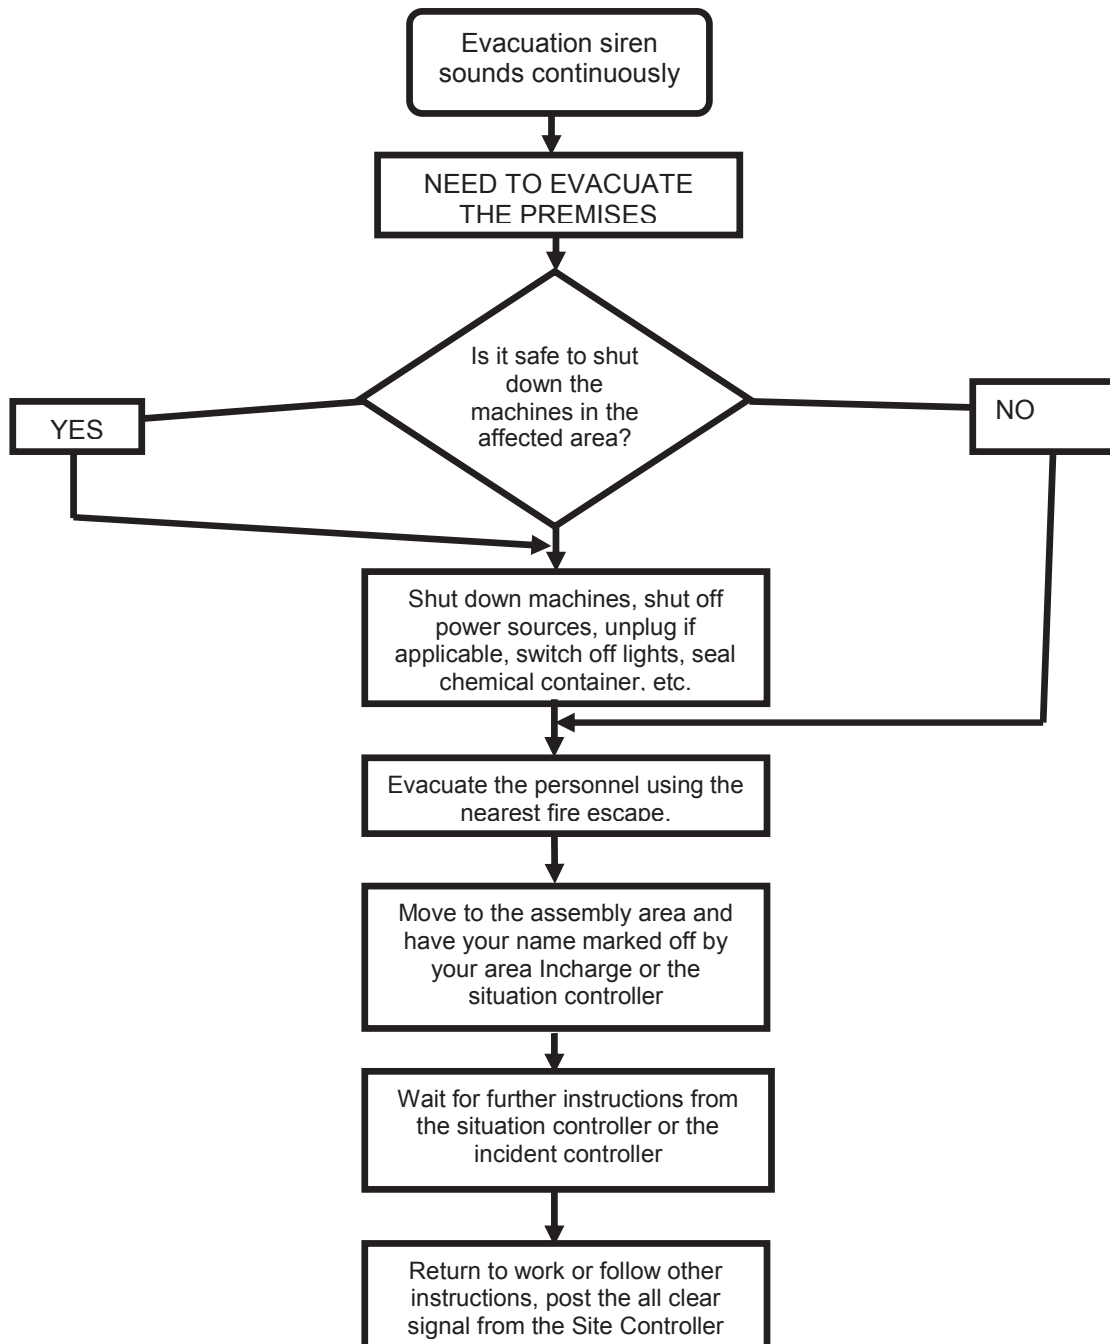 Evacuation siren
sounds continuously
NEED TO EVACUATE
THE PREMISES
Is it safe to shut
down the
machines in the
affected area?
YES
NO
Shut down machines, shut off
power sources, unplug if
applicable, switch off lights, seal
chemical container, etc.
Evacuate the personnel using the
nearest fire escape.
Move to the assembly area and
have your name marked off by
your area Incharge or the
situation controller
Wait for further instructions from
the situation controller or the
incident controller
Return to work or follow other
instructions, post the all clear
signal from the Site Controller